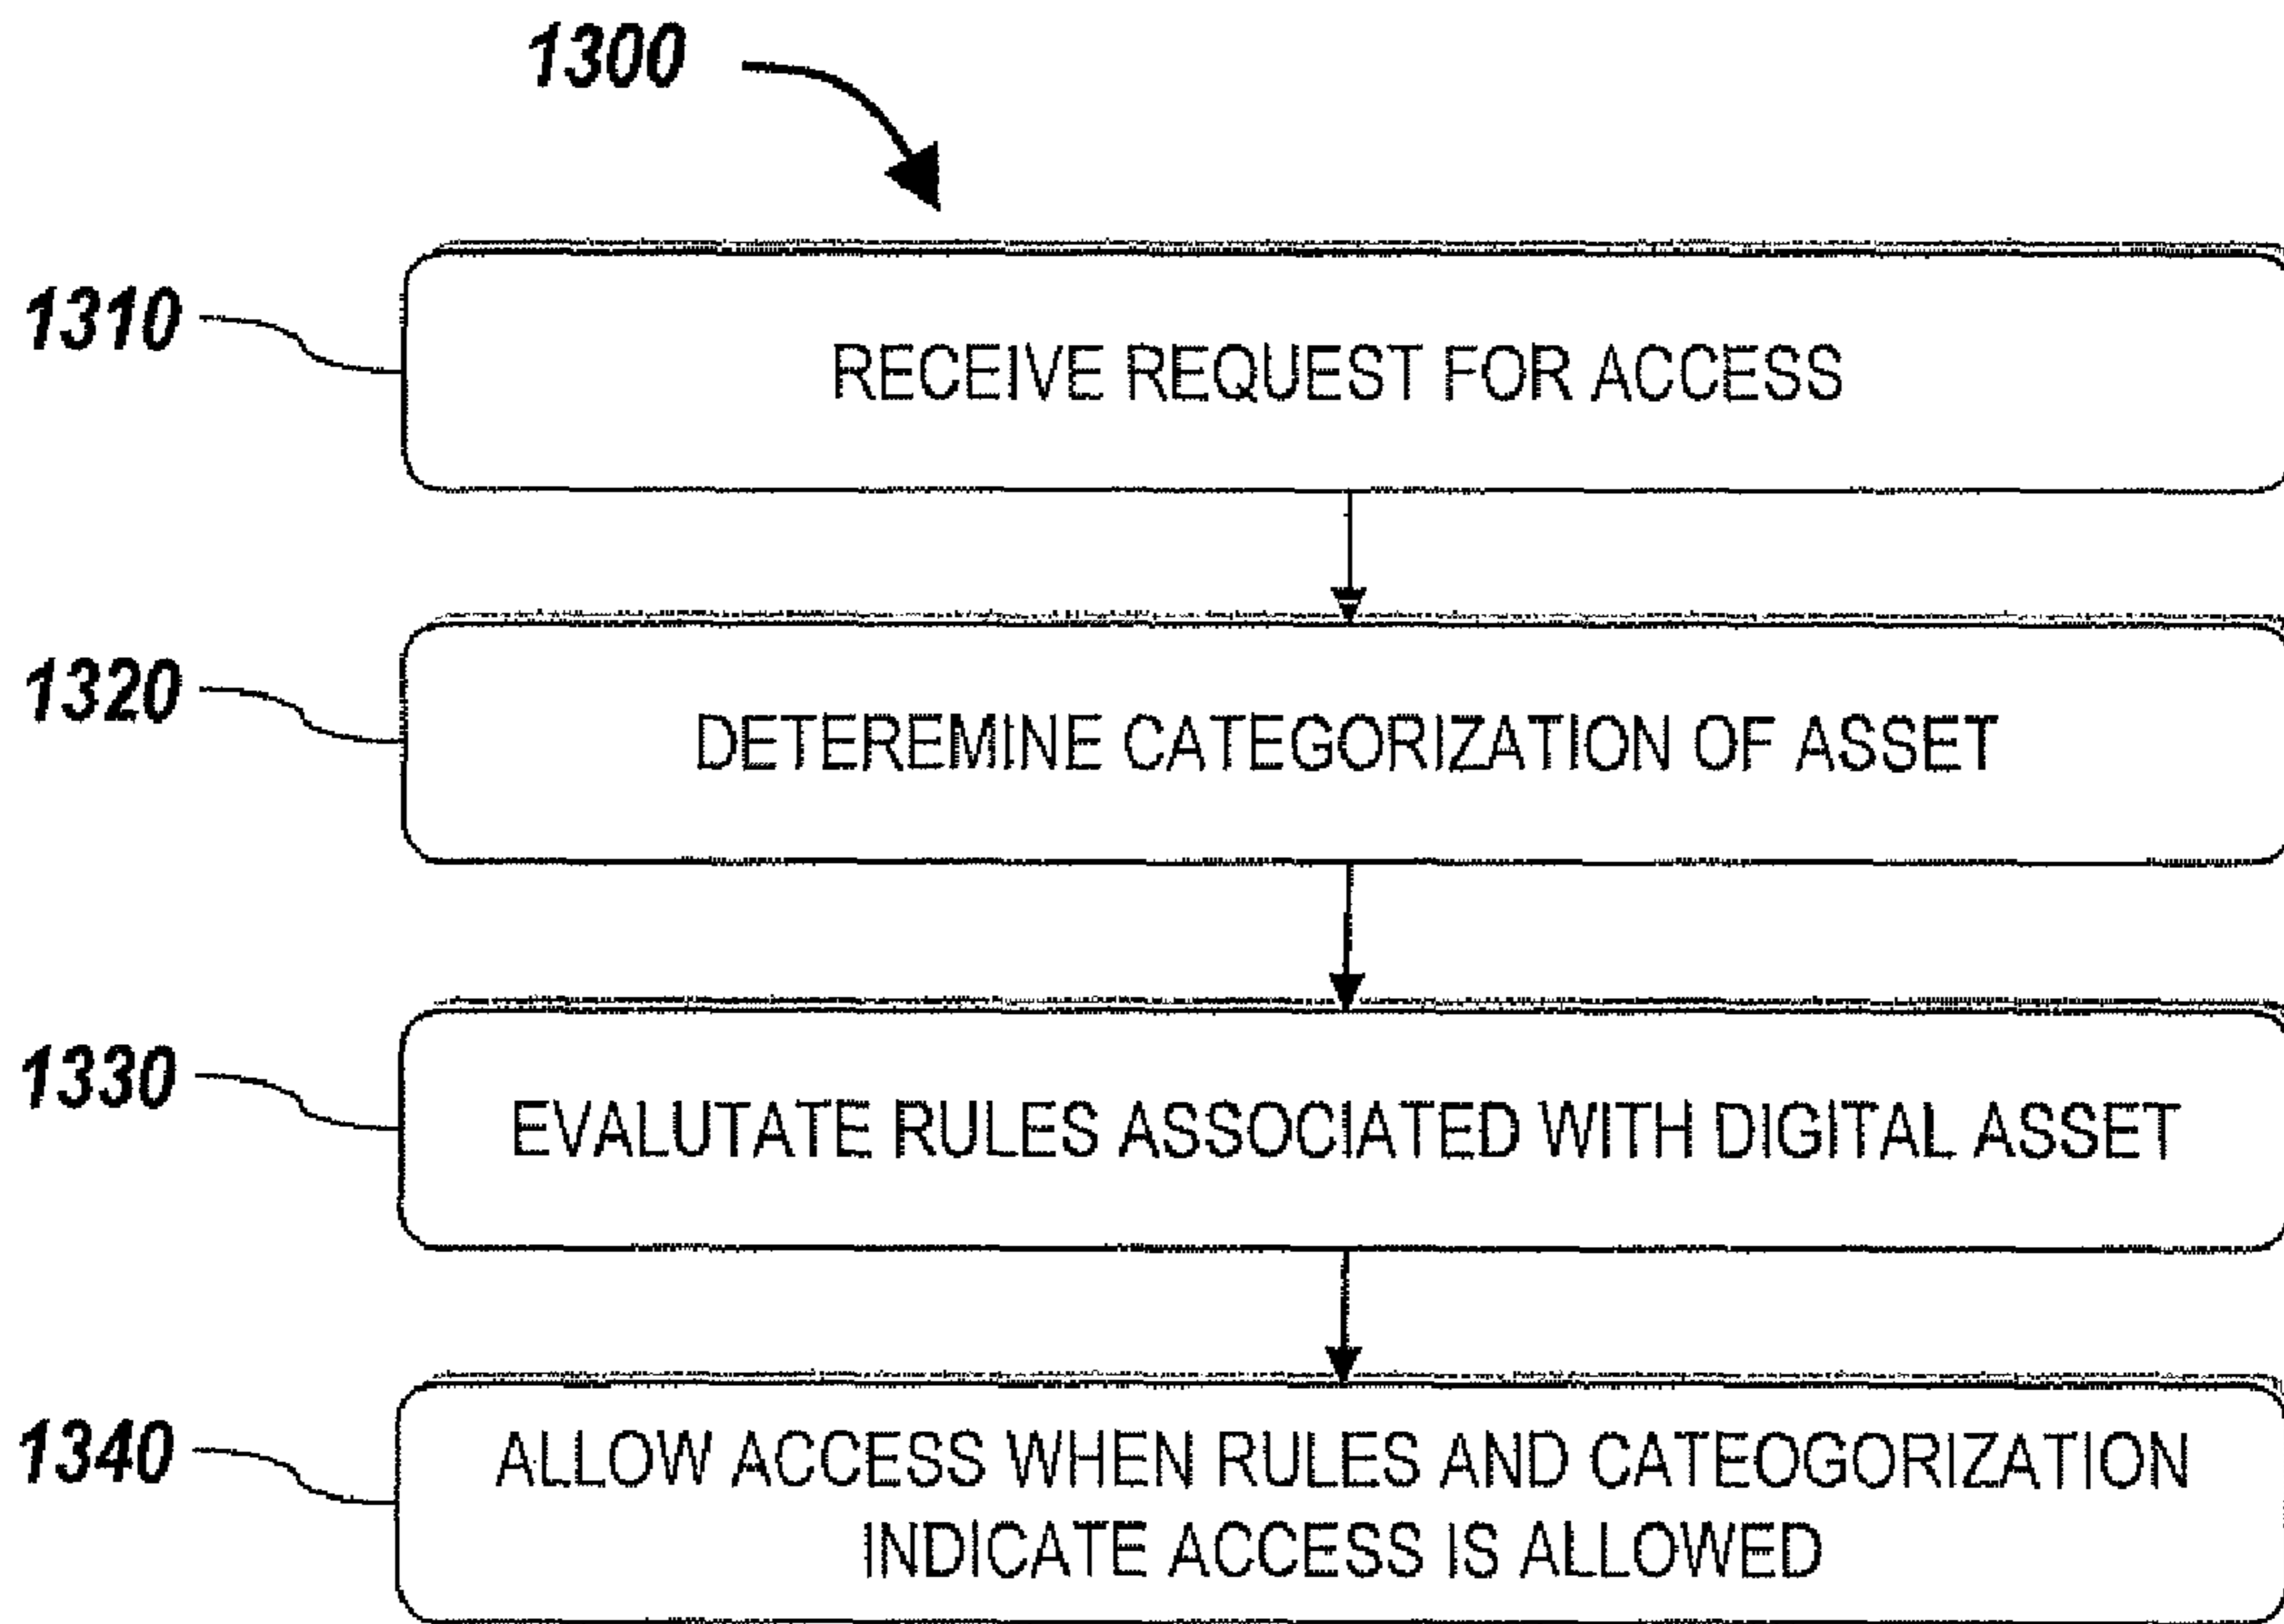 1300
1310
RECEIVE REQUEST FOR ACCESS
1320
DETEREMINE CATEGORIZATION OF ASSET
1330
EVALUTATE RULES ASSOCIATED WITH DIGITAL ASSET
1340
ALLOW ACCESS WHEN RULES AND CATEOGORIZATION
INDICATE ACCESS IS ALLOWED